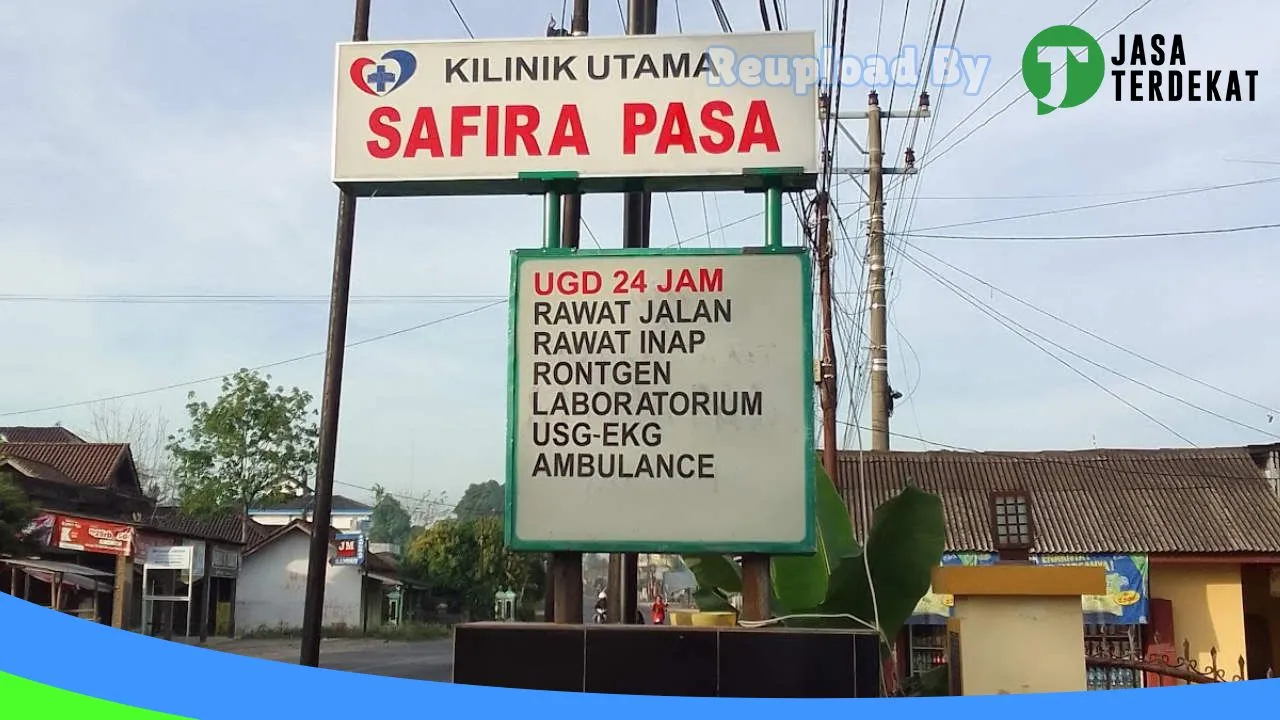 KILINIK UTAMA
SAFIRA PASA
Reupload By
JASA
TERDEKAT
UGD 24 JAM
RAWAT JALAN
RAWAT INAP
RONTGEN
LABORATORIUM
USG-EKG
AMBULANCE
JM